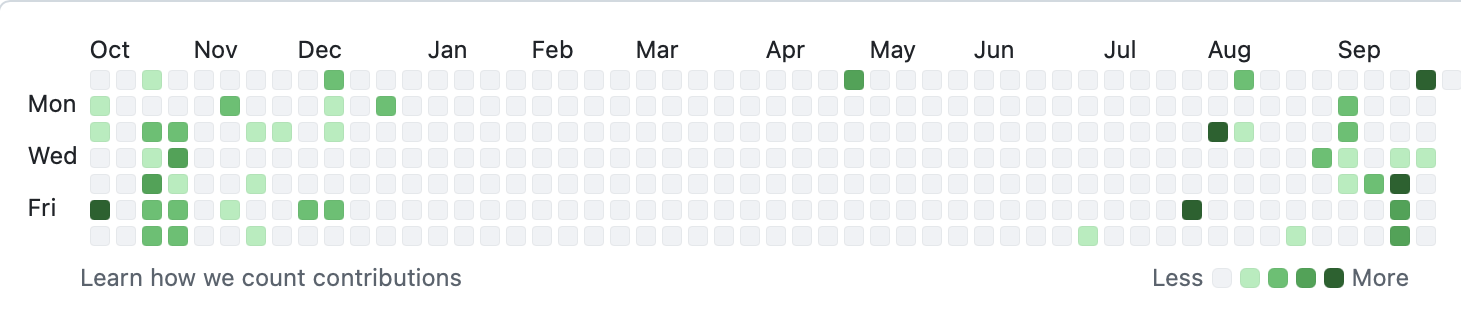 Oct Nov Dec Jan Feb Mar Apr May Jun Jul Aug Sep
Mon
Wed
Fri
Learn how we count contributions Less More